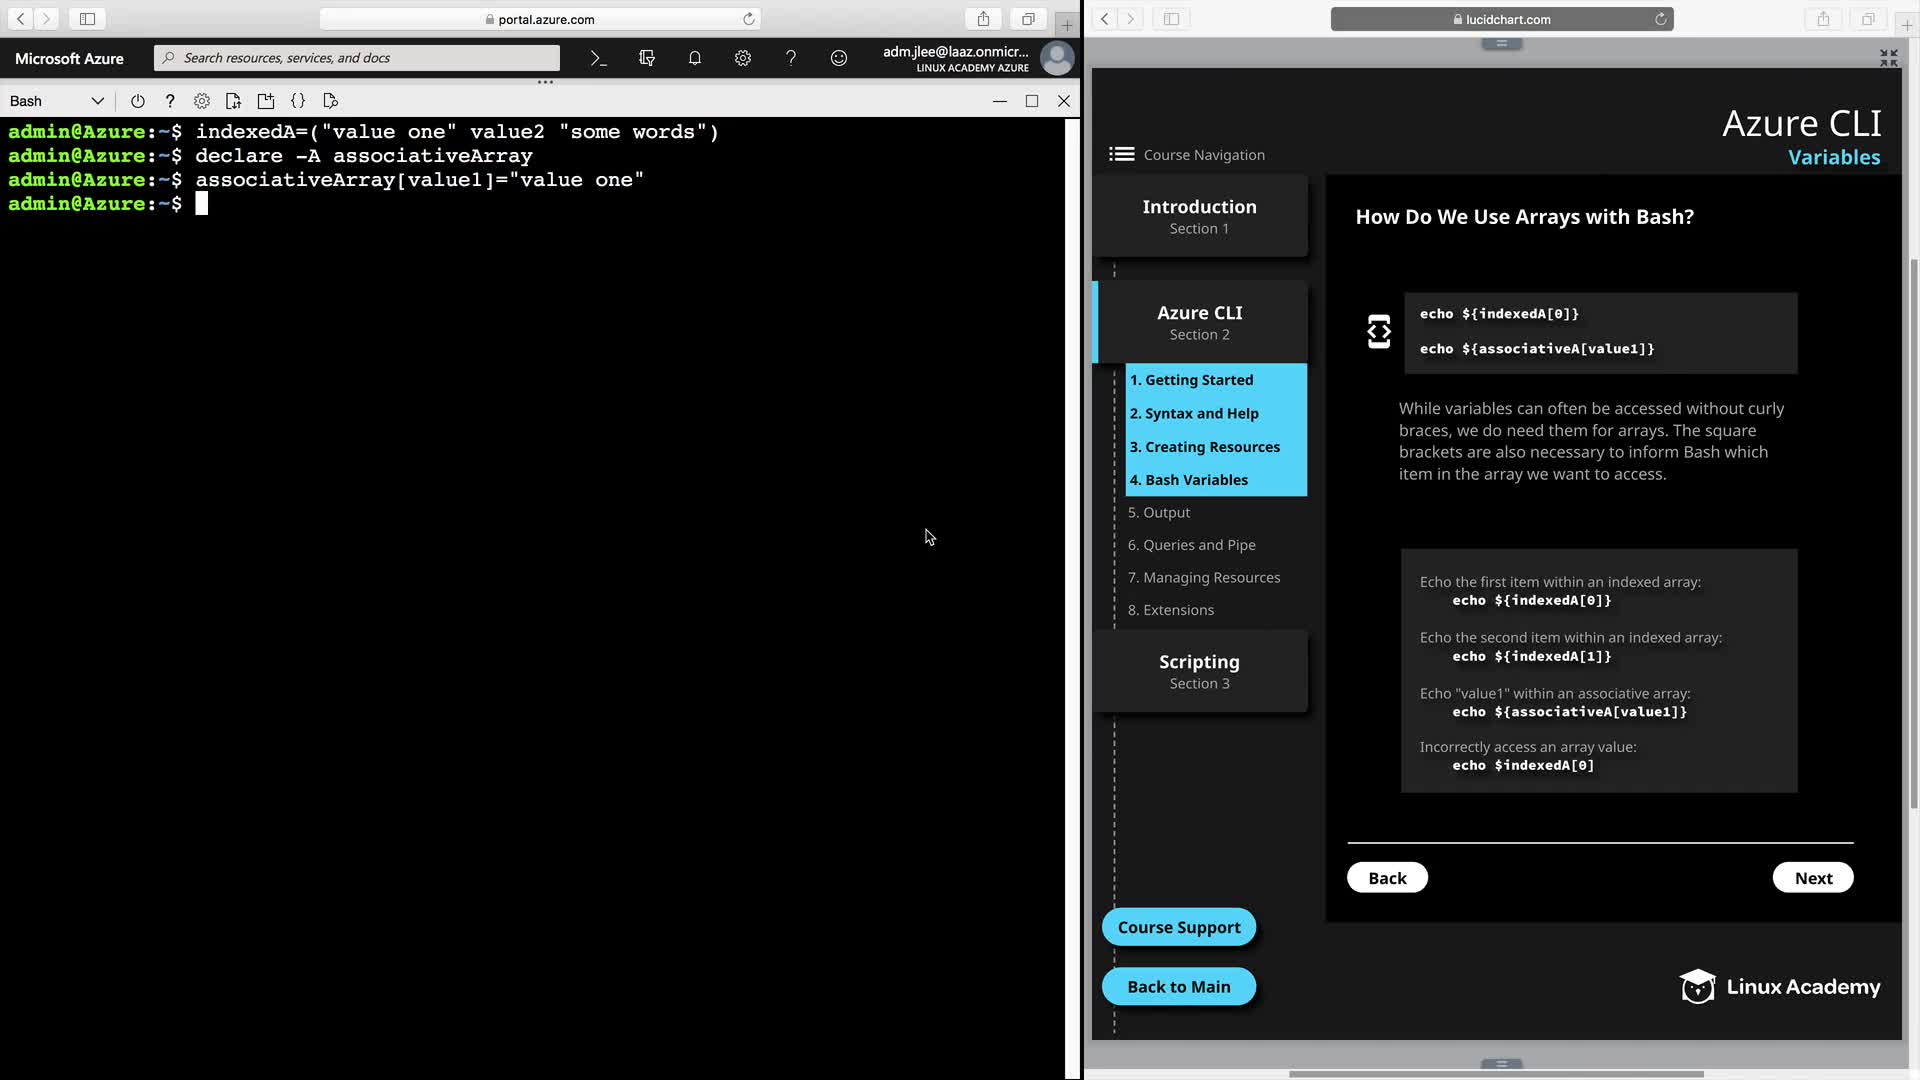 portal.azure.com
Microsoft Azure
Search resources, services, and docs
adm.jlee@laaz.onmicr...
LINUX ACADEMY AZURE
Bash
admin@Azure:~$ indexedA=("value one" value2 "some words")
admin@Azure:~$ declare -A associativeArray
admin@Azure:~$ associativeArray[value1]="value one"
admin@Azure:~$
lucidchart.com
Azure CLI
Variables
Course Navigation
Introduction
Section 1
Azure CLI
Section 2
1. Getting Started
2. Syntax and Help
3. Creating Resources
4. Bash Variables
5. Output
6. Queries and Pipe
7. Managing Resources
8. Extensions
Scripting
Section 3
Course Support
Back to Main
How Do We Use Arrays with Bash?
echo ${indexedA[0]}
echo ${associativeA[value1]}
While variables can often be accessed without curly
braces, we do need them for arrays. The square
brackets are also necessary to inform Bash which
item in the array we want to access.
Echo the first item within an indexed array:
echo ${indexedA[0]}
Echo the second item within an indexed array:
echo ${indexedA[1]}
Echo "value1" within an associative array:
echo ${associativeA[value1]}
Incorrectly access an array value:
echo $indexedA[0]
Back
Next
Linux Academy